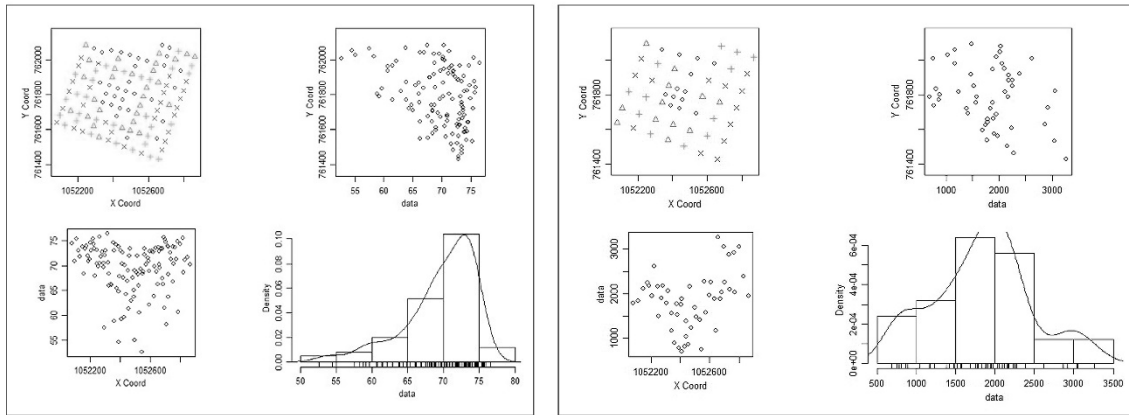 Y Coord
762000
761800
761600
761400
1052200 1052600
X Coord
Y Coord
762000
761800
761600
761400
55 60 65 70 75
data
data
75
70
65
60
55
1052200 1052600
X Coord
Density
0.10
0.08
0.06
0.04
0.02
0.00
50 55 60 65 70 75 80
data
Y Coord
762000
761800
761400
1052200 1052600
X Coord
Y Coord
762000
761800
761400
1000 2000 3000
data
data
3000
2000
1000
1052200 1052600
X Coord
Density
6e-04
4e-04
2e-04
0e+00
500 1000 1500 2000 2500 3000 3500
data